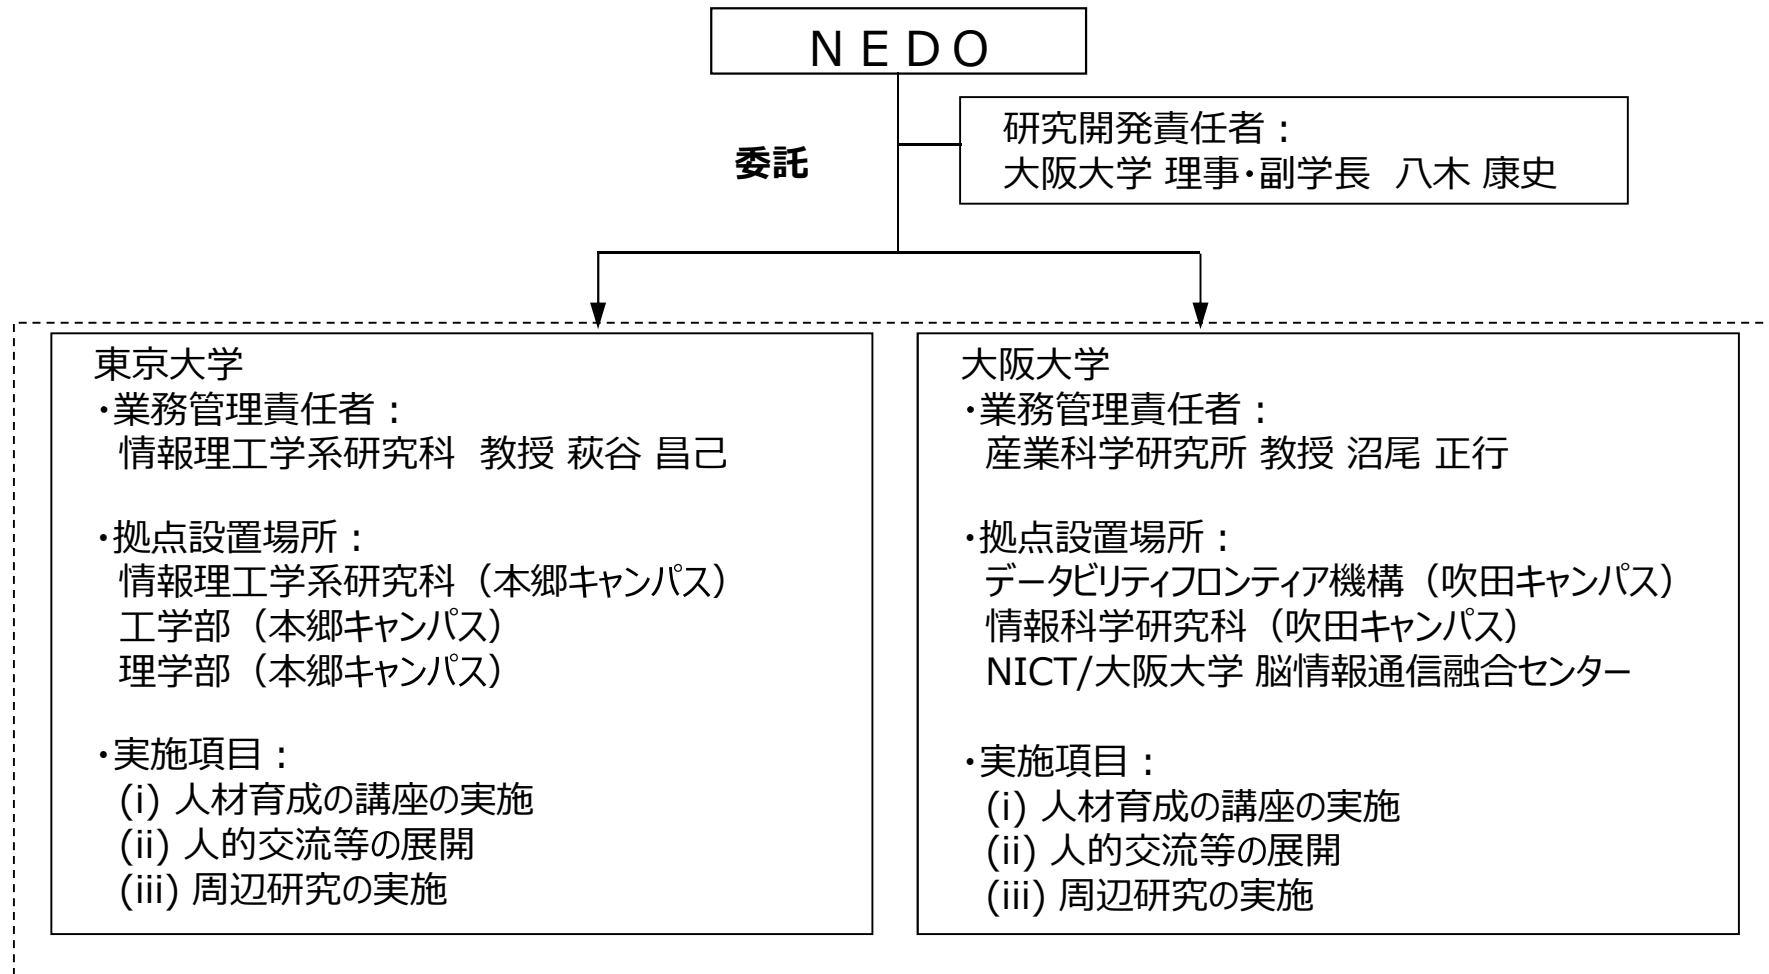 NEDO
研究開発責任者：
大阪大学 理事・副学長 八木 康史
委託
東京大学
・業務管理責任者：
情報理工学系研究科 教授 萩谷 昌己
・拠点設置場所：
情報理工学系研究科（本郷キャンパス）
工学部（本郷キャンパス）
理学部（本郷キャンパス）
・実施項目：
(i) 人材育成の講座の実施
(ii) 人的交流等の展開
(iii) 周辺研究の実施
大阪大学
・業務管理責任者：
産業科学研究所 教授 沼尾 正行
・拠点設置場所：
データビリティフロンティア機構（吹田キャンパス）
情報科学研究科（吹田キャンパス）
NICT/大阪大学 脳情報通信融合センター
・実施項目：
(i) 人材育成の講座の実施
(ii) 人的交流等の展開
(iii) 周辺研究の実施